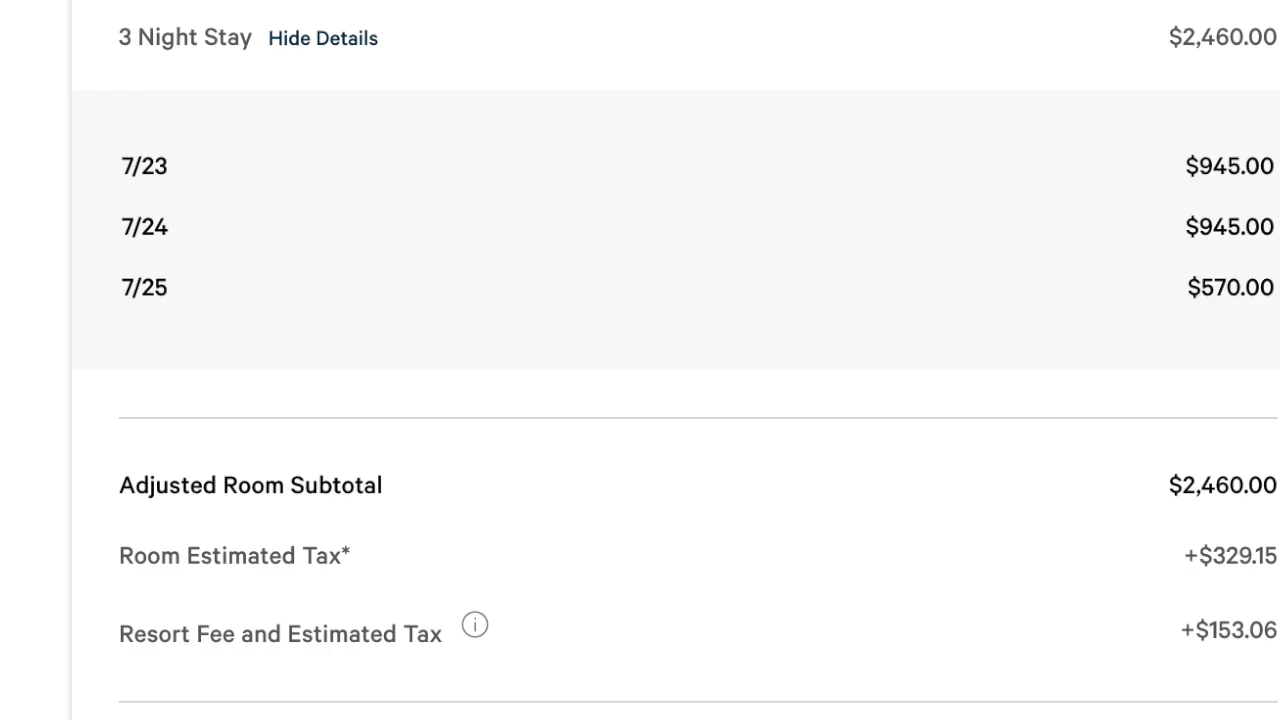 3 Night Stay Hide Details $2,460.00
7/23 $945.00
7/24 $945.00
7/25 $570.00
Adjusted Room Subtotal $2,460.00
Room Estimated Tax* +$329.15
Resort Fee and Estimated Tax i +$153.06